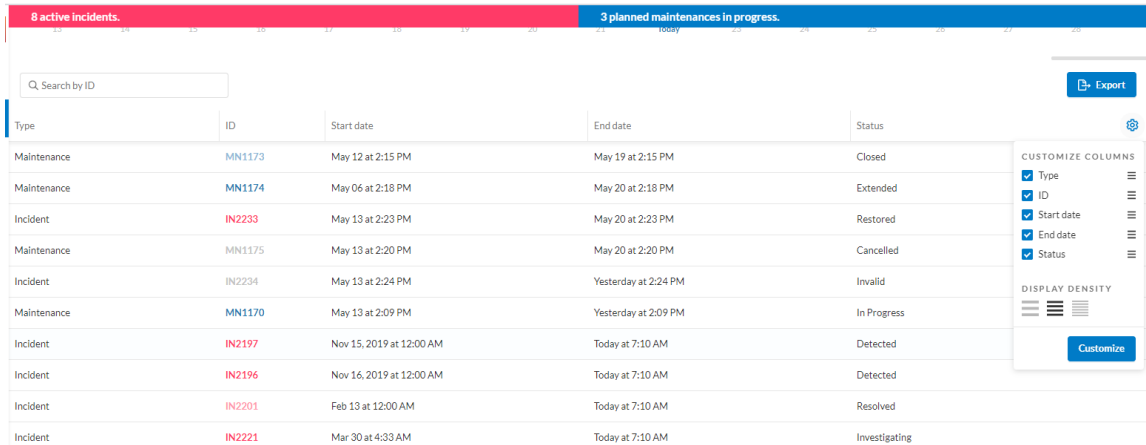 8 active incidents. 3 planned maintenances in progress.
13 14 15 16 17 18 19 20 21 Today 23 24 25 26 27 28
Search by ID Export
Type ID Start date End date Status
Maintenance MN1173 May 12 at 2:15 PM May 19 at 2:15 PM Closed
Maintenance MN1174 May 06 at 2:18 PM May 20 at 2:18 PM Extended
Incident IN2233 May 13 at 2:23 PM May 20 at 2:23 PM Restored
Maintenance MN1175 May 13 at 2:20 PM May 20 at 2:20 PM Cancelled
Incident IN2234 May 13 at 2:24 PM Yesterday at 2:24 PM Invalid
Maintenance MN1170 May 13 at 2:09 PM Yesterday at 2:09 PM In Progress
Incident IN2197 Nov 15, 2019 at 12:00 AM Today at 7:10 AM Detected
Incident IN2196 Nov 16, 2019 at 12:00 AM Today at 7:10 AM Detected
Incident IN2201 Feb 13 at 12:00 AM Today at 7:10 AM Resolved
Incident IN2221 Mar 30 at 4:33 AM Today at 7:10 AM Investigating
CUSTOMIZE COLUMNS
Type
ID
Start date
End date
Status
DISPLAY DENSITY
Customize